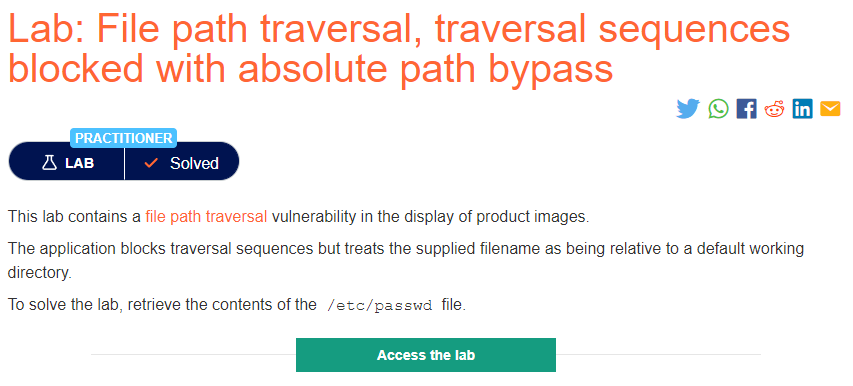 Lab: File path traversal, traversal sequences
blocked with absolute path bypass
PRACTITIONER
LAB
Solved
This lab contains a file path traversal vulnerability in the display of product images.
The application blocks traversal sequences but treats the supplied filename as being relative to a default working
directory.
To solve the lab, retrieve the contents of the /etc/passwd file.
Access the lab